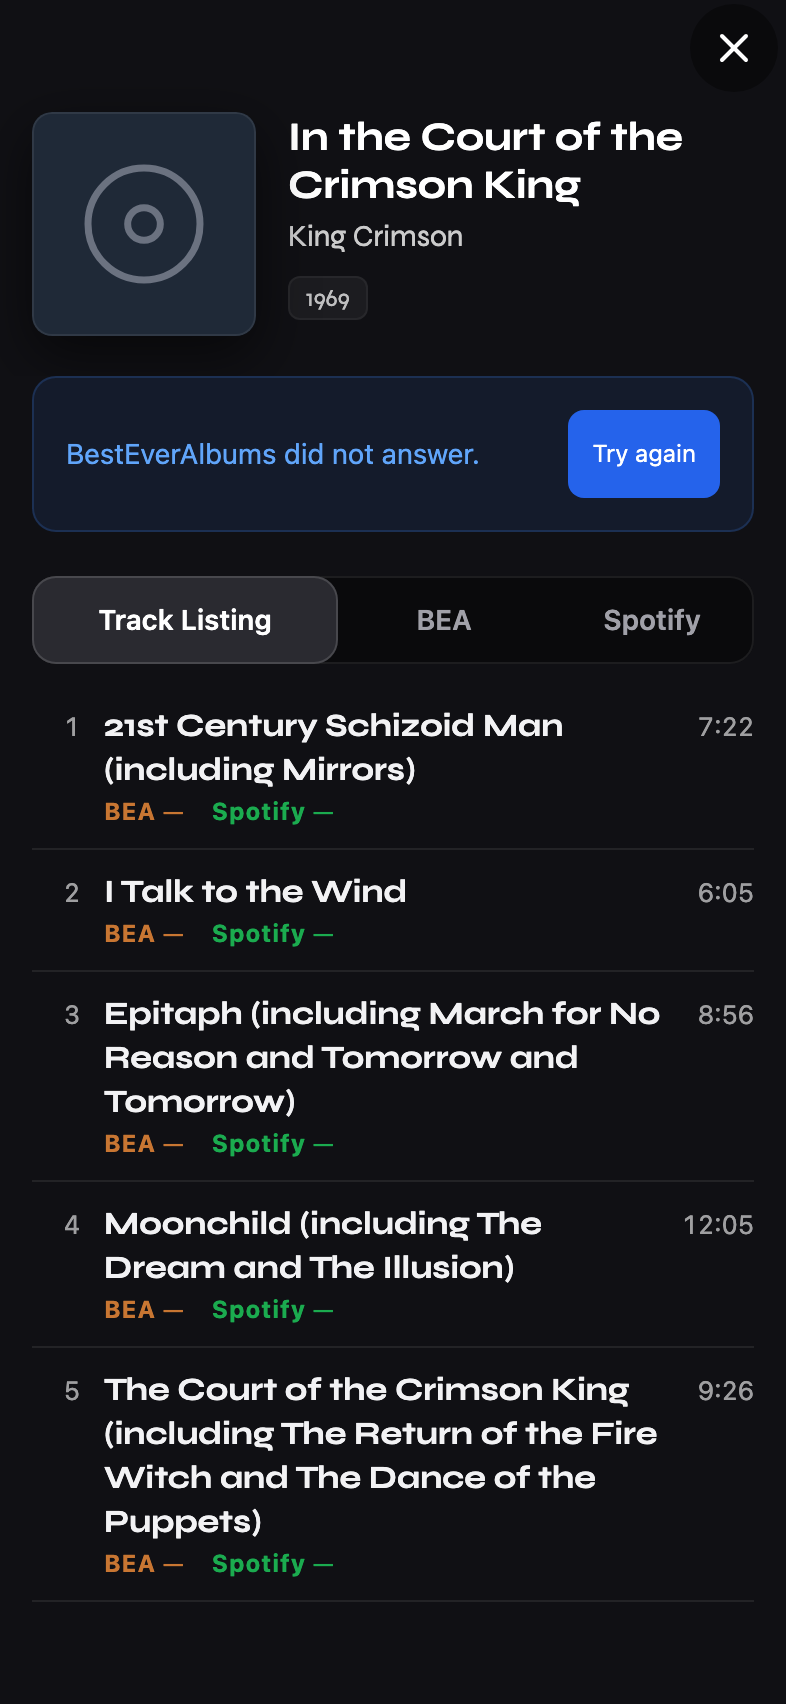 In the Court of the
Crimson King
King Crimson
1969
BestEverAlbums did not answer.
Try again
Track Listing
BEA
Spotify
1 21st Century Schizoid Man 7:22
(including Mirrors)
BEA — Spotify —
2 I Talk to the Wind 6:05
BEA — Spotify —
3 Epitaph (including March for No 8:56
Reason and Tomorrow and
Tomorrow)
BEA — Spotify —
4 Moonchild (including The 12:05
Dream and The Illusion)
BEA — Spotify —
5 The Court of the Crimson King 9:26
(including The Return of the Fire
Witch and The Dance of the
Puppets)
BEA — Spotify —